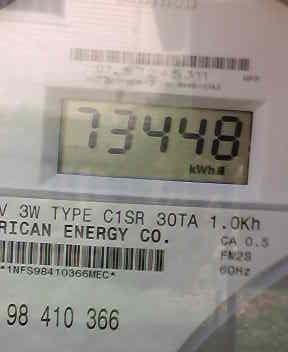 73448
kWh
V 3W TYPE C1SR 30TA 1.0Kh
RICAN ENERGY CO. CA 0.5
FM2S
*1NFS98410366MEC* 60Hz
98 410 366